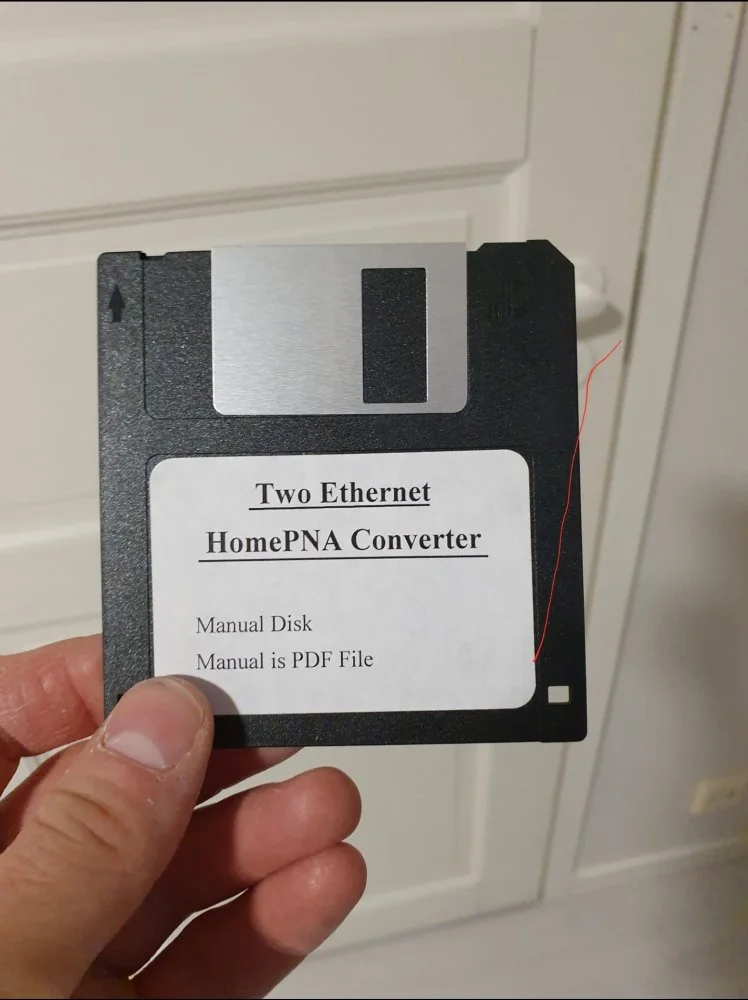 Two Ethernet
HomePNA Converter
Manual Disk
Manual is PDF File